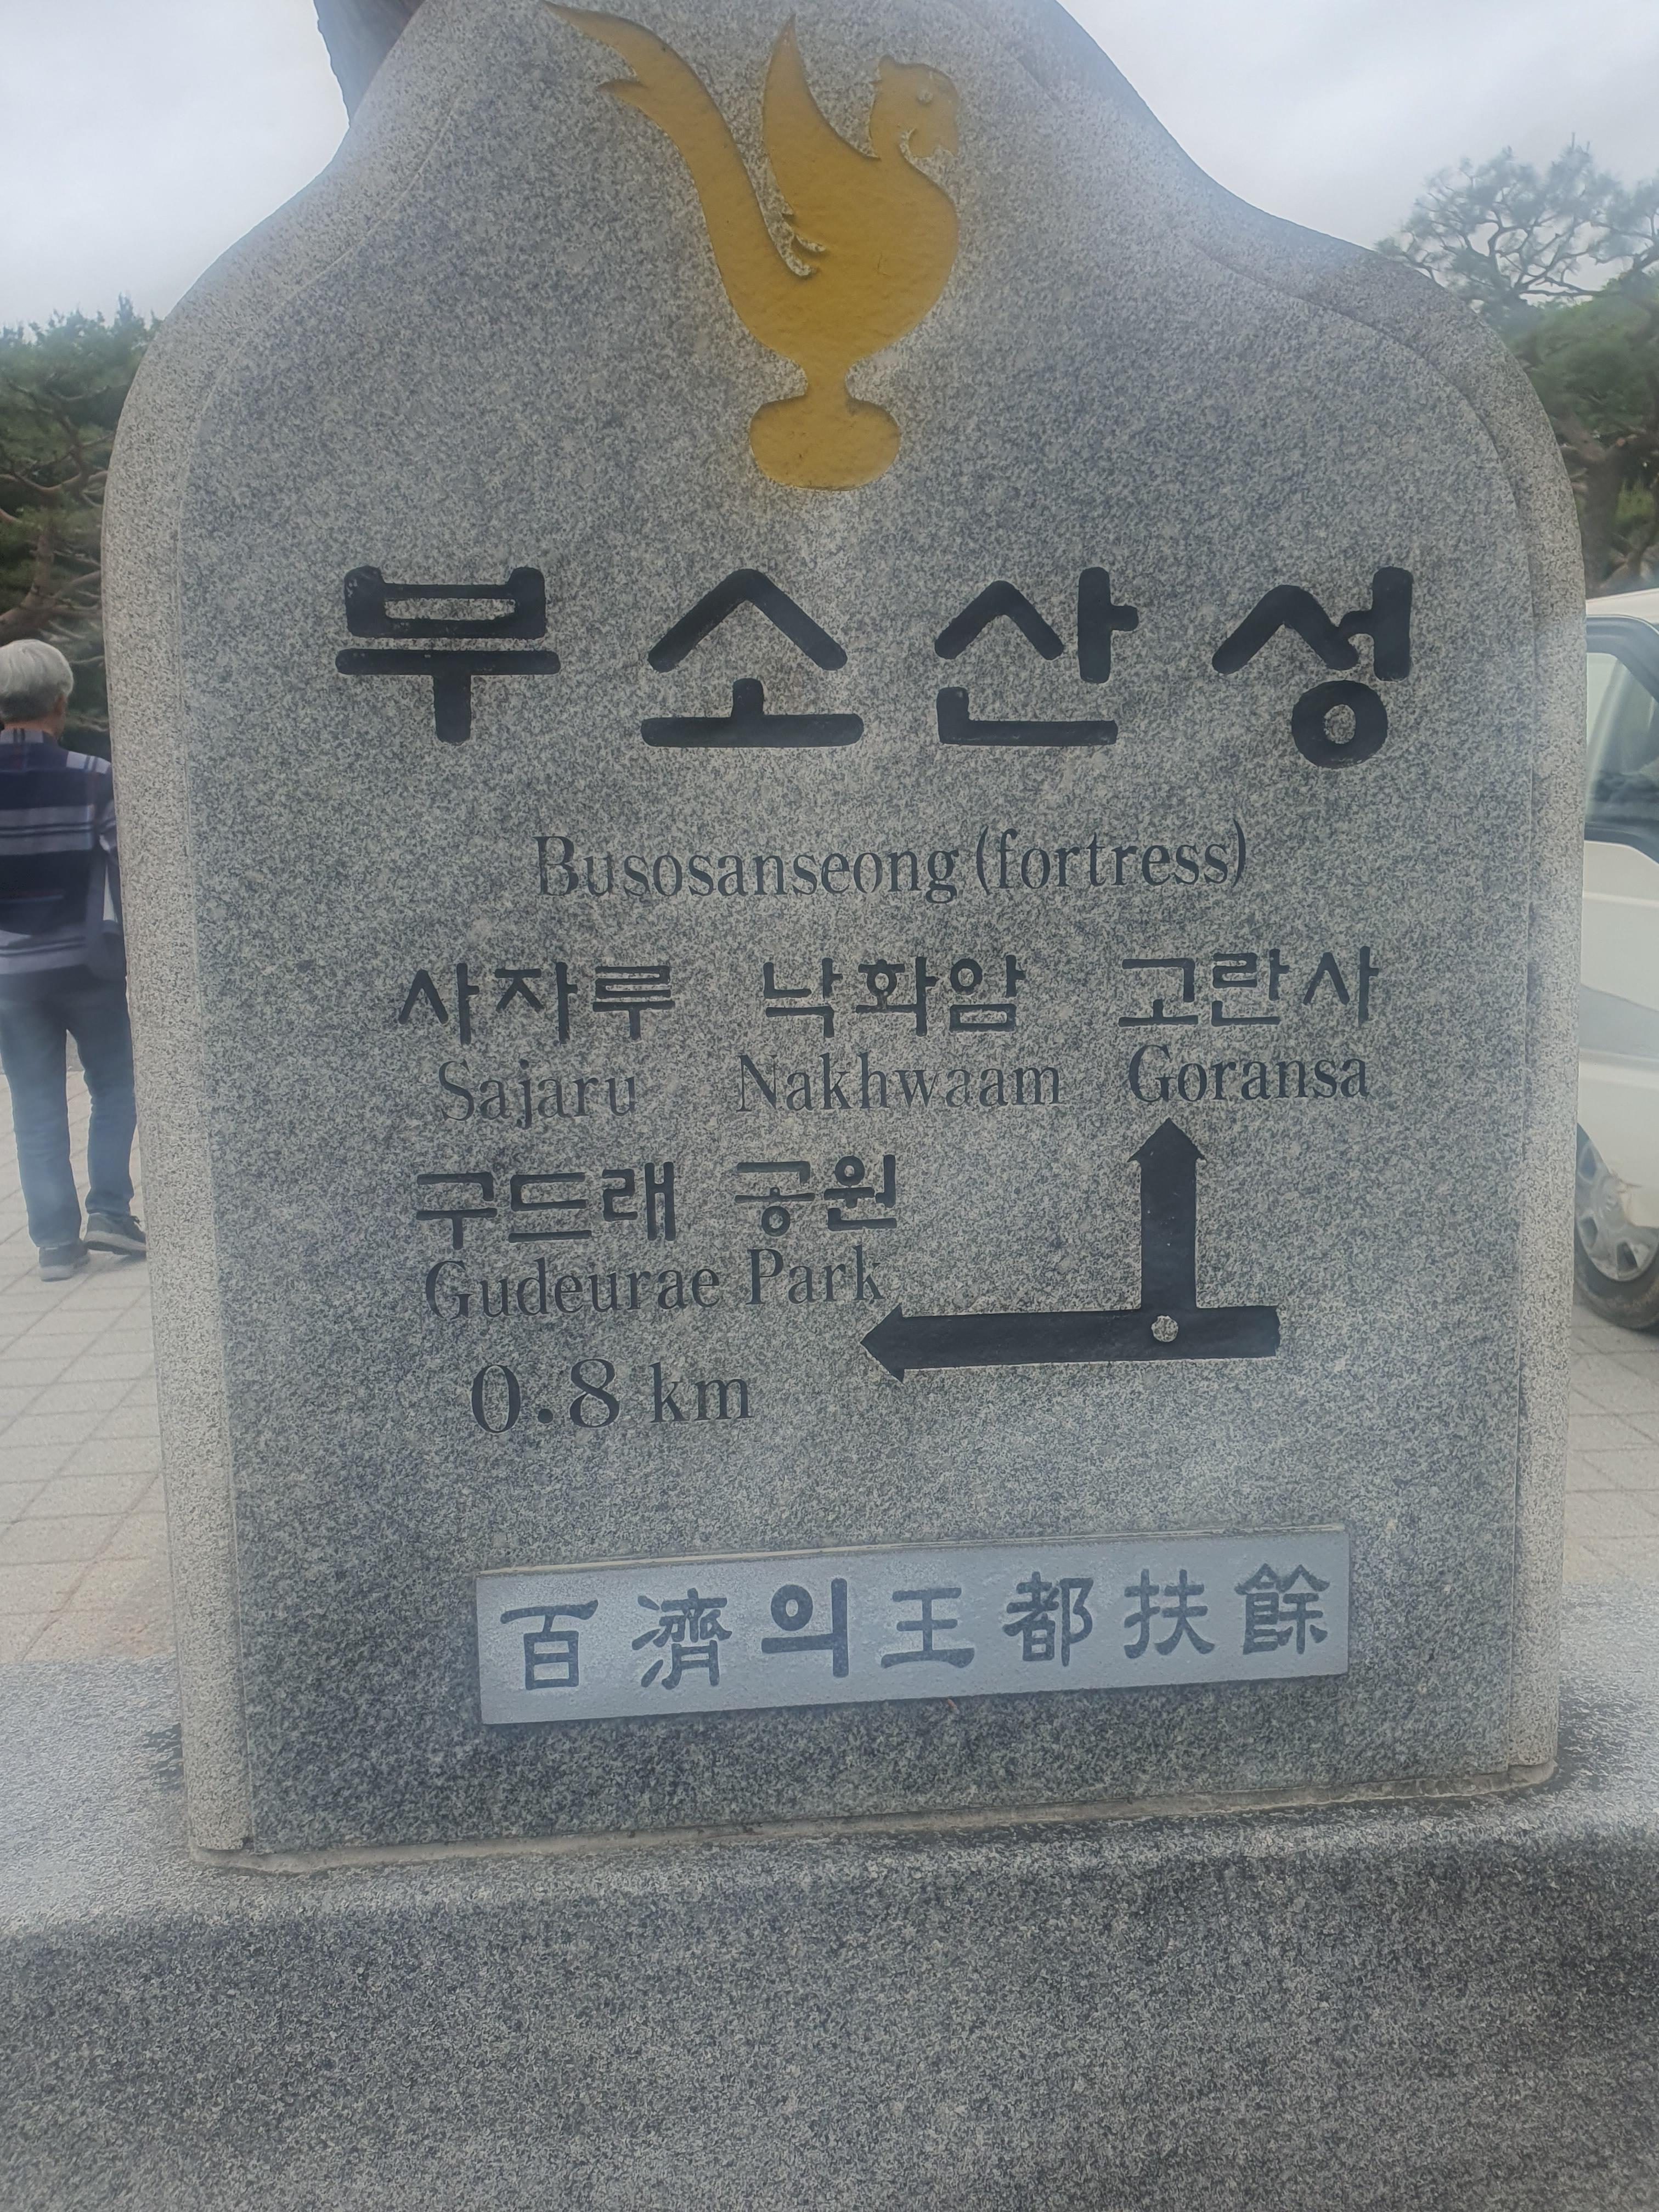 부소산성
Busosanseong (fortress)
사자루 낙화암 고란사
Sajaru Nakhwaam Goransa
구드래 공원
Gudeurae Park
0.8 km
百濟의王都扶餘